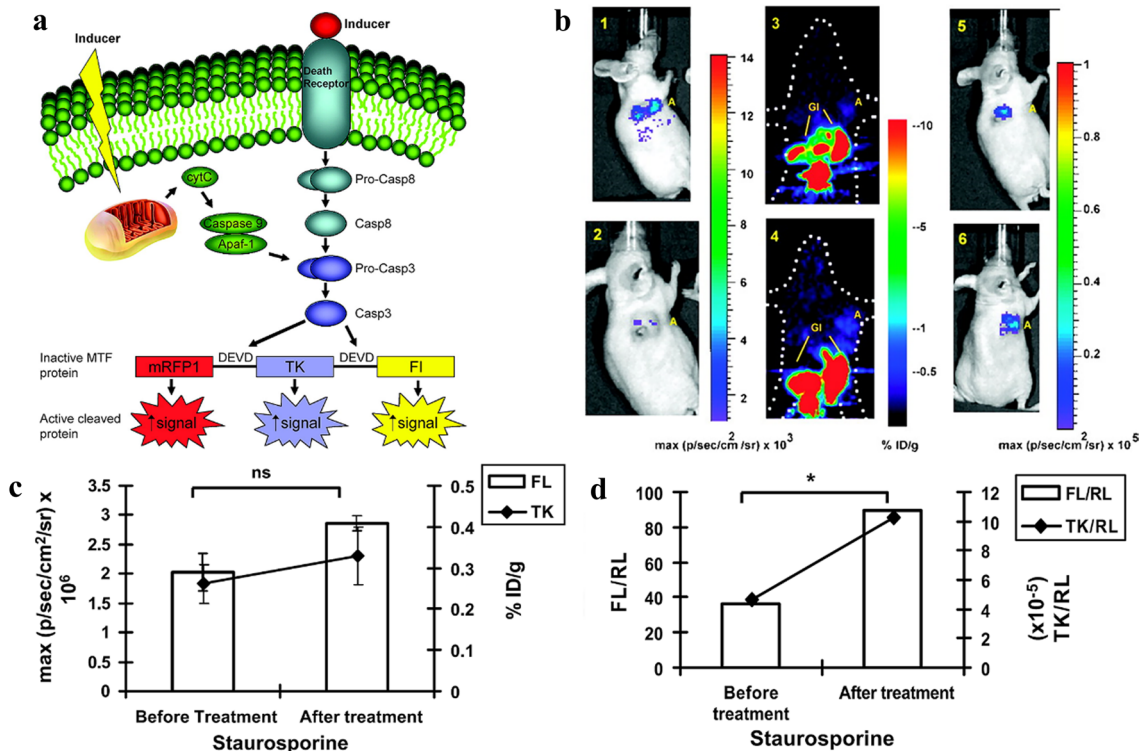 a
Inducer
Inducer
Death
Receptor
cytC
Pro-Casp8
Caspase 9
Apaf-1
Casp8
Pro-Casp3
Casp3
Inactive MTF
protein
DEVD
DEVD
mRFP1
TK
Fl
Active cleaved
protein
↑signal
↑signal
↑signal
b
1
A
2
A
14
12
10
8
6
4
2
max (p/sec/cm²/sr) x 10³
3
GI
A
4
GI
A
--10
--5
--1
--0.5
% ID/g
5
A
6
A
1
0.8
0.6
0.4
0.2
max (p/sec/cm²/sr) x 10⁵
c
ns
FL
TK
max (p/sec/cm2/sr) x
10⁶
3.5
3
2.5
2
1.5
1
0.5
0
0.5
0.4
0.3
0.2
0.1
0
% ID/g
Before Treatment
After treatment
Staurosporine
d
*
FL/RL
TK/RL
FL/RL
100
80
60
40
20
0
12
10
8
6
4
2
0
(x10⁻⁵)
TK/RL
Before
treatment
After treatment
Staurosporine